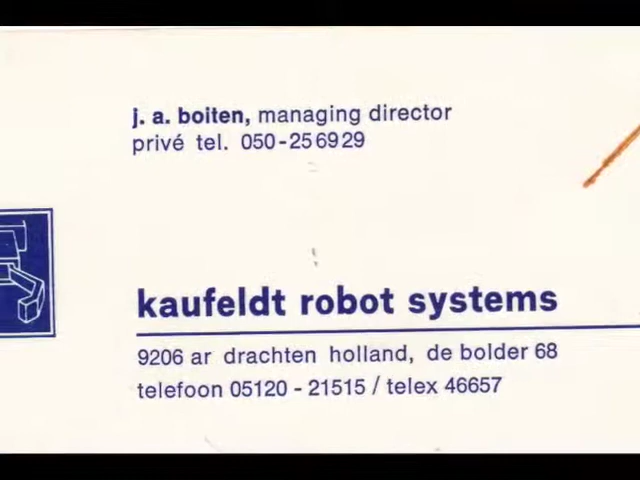 j. a. boiten, managing director
privé tel. 050-256929
kaufeldt robot systems
9206 ar drachten holland, de bolder 68
telefoon 05120 - 21515 / telex 46657